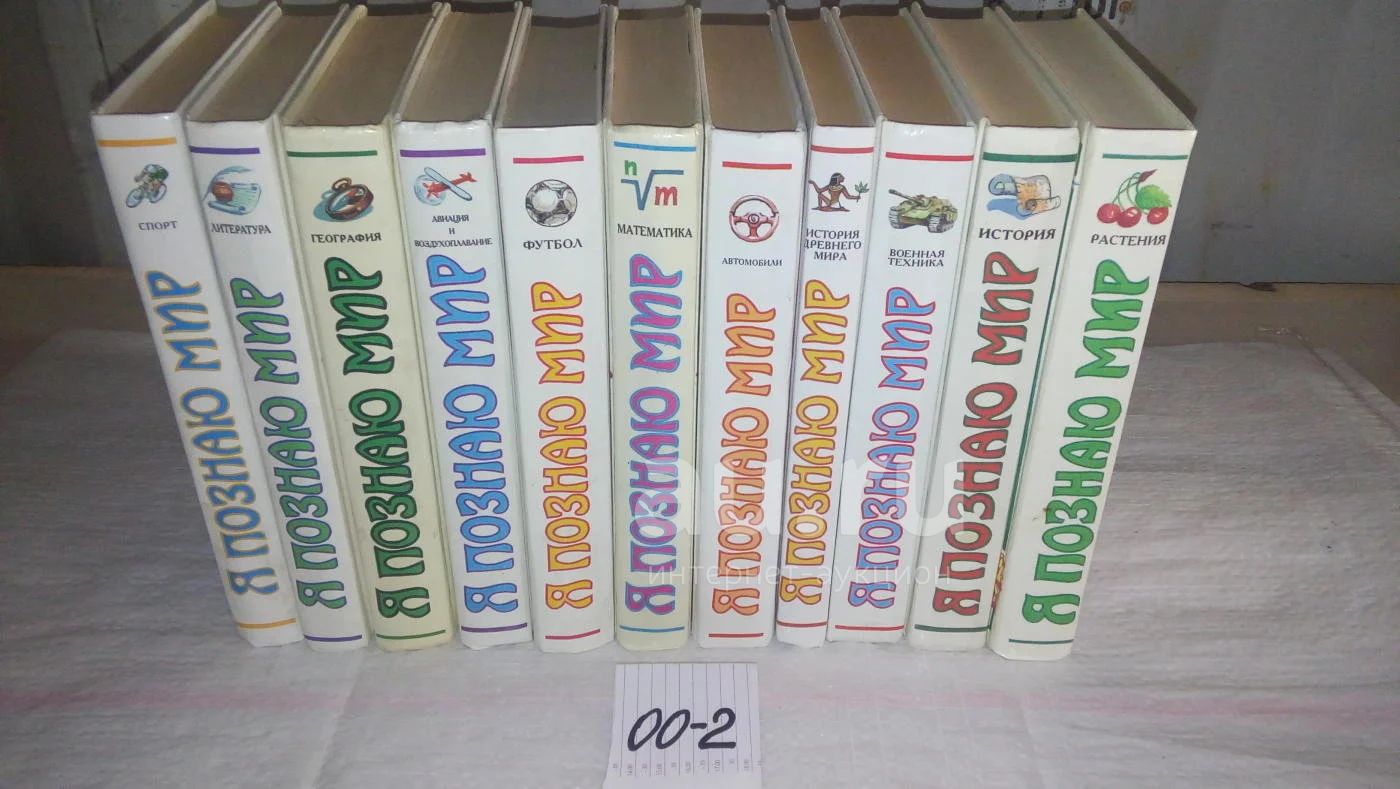 СПОРТ
Я ПОЗНАЮ МИР
ЛИТЕРАТУРА
Я ПОЗНАЮ МИР
ГЕОГРАФИЯ
Я ПОЗНАЮ МИР
АВИАЦИЯ
И
ВОЗДУХОПЛАВАНИЕ
Я ПОЗНАЮ МИР
ФУТБОЛ
Я ПОЗНАЮ МИР
n√m
МАТЕМАТИКА
Я ПОЗНАЮ МИР
АВТОМОБИЛИ
Я ПОЗНАЮ МИР
ИСТОРИЯ
ДРЕВНЕГО
МИРА
Я ПОЗНАЮ МИР
ВОЕННАЯ
ТЕХНИКА
Я ПОЗНАЮ МИР
ИСТОРИЯ
Я ПОЗНАЮ МИР
РАСТЕНИЯ
Я ПОЗНАЮ МИР
au.ru
интернет-аукцион
00-2